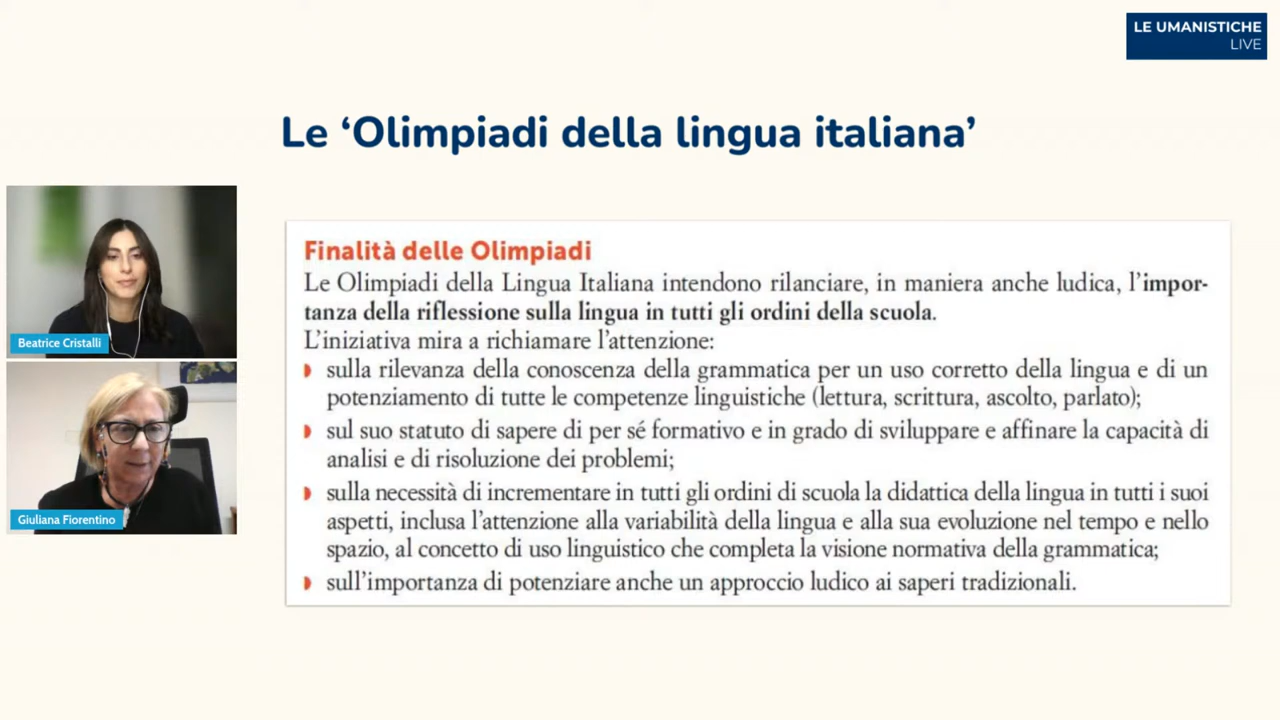 LE UMANISTICHE
LIVE
Le ‘Olimpiadi della lingua italiana’
Beatrice Cristalli
Giuliana Fiorentino
Finalità delle Olimpiadi
Le Olimpiadi della Lingua Italiana intendono rilanciare, in maniera anche ludica, l’impor-
tanza della riflessione sulla lingua in tutti gli ordini della scuola.
L’iniziativa mira a richiamare l’attenzione:
sulla rilevanza della conoscenza della grammatica per un uso corretto della lingua e di un
potenziamento di tutte le competenze linguistiche (lettura, scrittura, ascolto, parlato);
sul suo statuto di sapere di per sé formativo e in grado di sviluppare e affinare la capacità di
analisi e di risoluzione dei problemi;
sulla necessità di incrementare in tutti gli ordini di scuola la didattica della lingua in tutti i suoi
aspetti, inclusa l’attenzione alla variabilità della lingua e alla sua evoluzione nel tempo e nello
spazio, al concetto di uso linguistico che completa la visione normativa della grammatica;
sull’importanza di potenziare anche un approccio ludico ai saperi tradizionali.